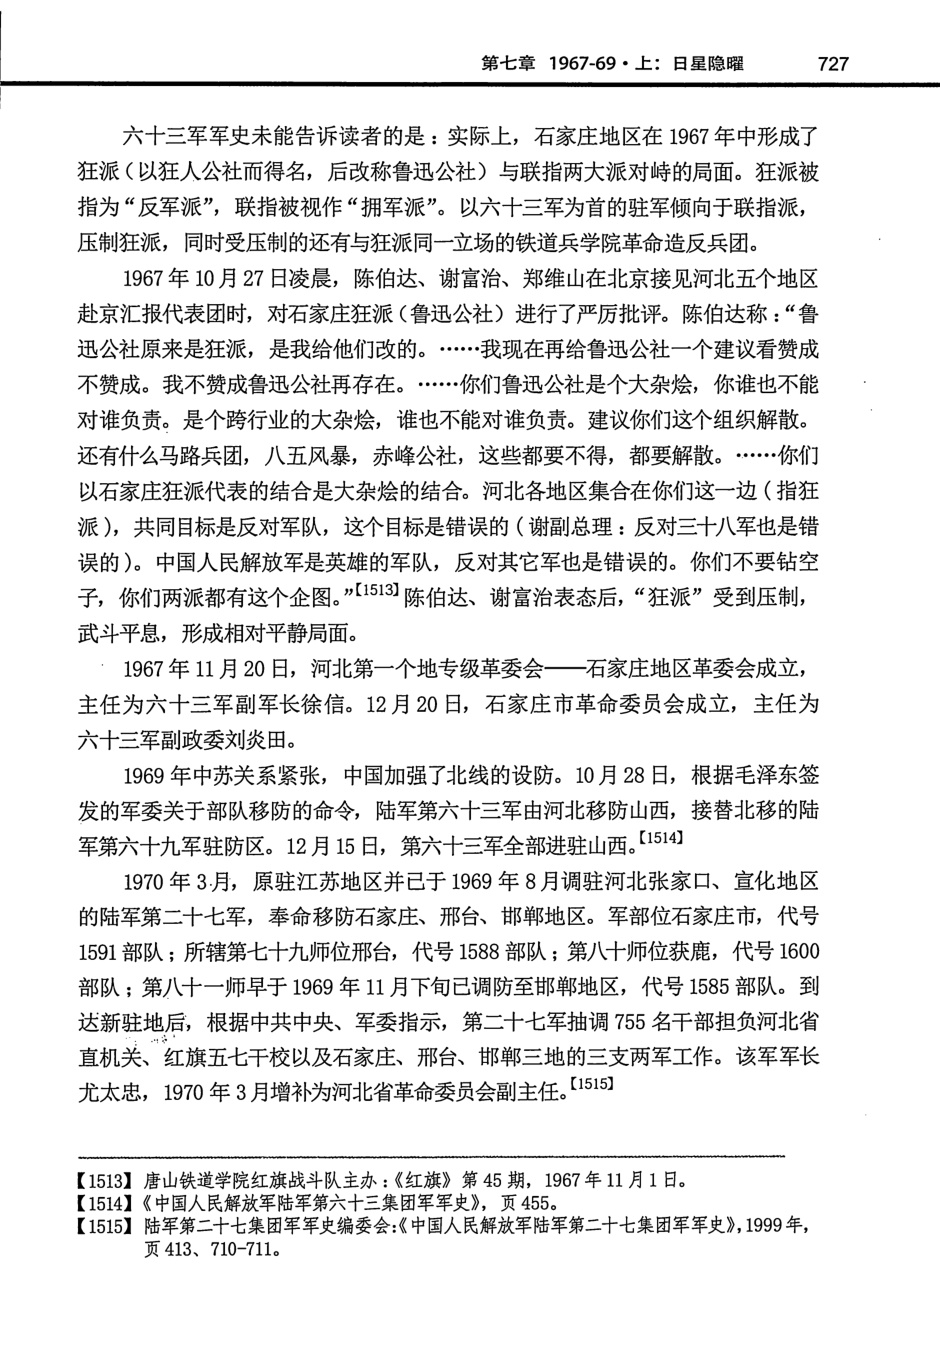 第七章 1967-69·上：日星隐曜 727
六十三军军史未能告诉读者的是：实际上，石家庄地区在 1967 年中形成了
狂派（以狂人公社而得名，后改称鲁迅公社）与联指两大派对峙的局面。狂派被
指为“反军派”，联指被视作“拥军派”。以六十三军为首的驻军倾向于联指派，
压制狂派，同时受压制的还有与狂派同一立场的铁道兵学院革命造反兵团。
1967 年 10 月 27 日凌晨，陈伯达、谢富治、郑维山在北京接见河北五个地区
赴京汇报代表团时，对石家庄狂派（鲁迅公社）进行了严厉批评。陈伯达称：“鲁
迅公社原来是狂派，是我给他们改的。……我现在再给鲁迅公社一个建议看赞成
不赞成。我不赞成鲁迅公社再存在。……你们鲁迅公社是个大杂烩，你谁也不能
对谁负责。是个跨行业的大杂烩，谁也不能对谁负责。建议你们这个组织解散。
还有什么马路兵团，八五风暴，赤峰公社，这些都要不得，都要解散。……你们
以石家庄狂派代表的结合是大杂烩的结合。河北各地区集合在你们这一边（指狂
派），共同目标是反对军队，这个目标是错误的（谢副总理：反对三十八军也是错
误的）。中国人民解放军是英雄的军队，反对其它军也是错误的。你们不要钻空
子，你们两派都有这个企图。”【1513】陈伯达、谢富治表态后，“狂派”受到压制，
武斗平息，形成相对平静局面。
1967 年 11 月 20 日，河北第一个地专级革委会——石家庄地区革委会成立，
主任为六十三军副军长徐信。12 月 20 日，石家庄市革命委员会成立，主任为
六十三军副政委刘炎田。
1969 年中苏关系紧张，中国加强了北线的设防。10 月 28 日，根据毛泽东签
发的军委关于部队移防的命令，陆军第六十三军由河北移防山西，接替北移的陆
军第六十九军驻防区。12 月 15 日，第六十三军全部进驻山西。【1514】
1970 年 3 月，原驻江苏地区并已于 1969 年 8 月调驻河北张家口、宣化地区
的陆军第二十七军，奉命移防石家庄、邢台、邯郸地区。军部位石家庄市，代号
1591 部队；所辖第七十九师位邢台，代号 1588 部队；第八十师位获鹿，代号 1600
部队；第八十一师早于 1969 年 11 月下旬已调防至邯郸地区，代号 1585 部队。到
达新驻地后，根据中共中央、军委指示，第二十七军抽调 755 名干部担负河北省
直机关、红旗五七干校以及石家庄、邢台、邯郸三地的三支两军工作。该军军长
尤太忠，1970 年 3 月增补为河北省革命委员会副主任。【1515】
【1513】唐山铁道学院红旗战斗队主办：《红旗》第 45 期，1967 年 11 月 1 日。
【1514】《中国人民解放军陆军第六十三集团军军史》，页 455。
【1515】陆军第二十七集团军军史编委会：《中国人民解放军陆军第二十七集团军军史》，1999 年，
页 413、710-711。